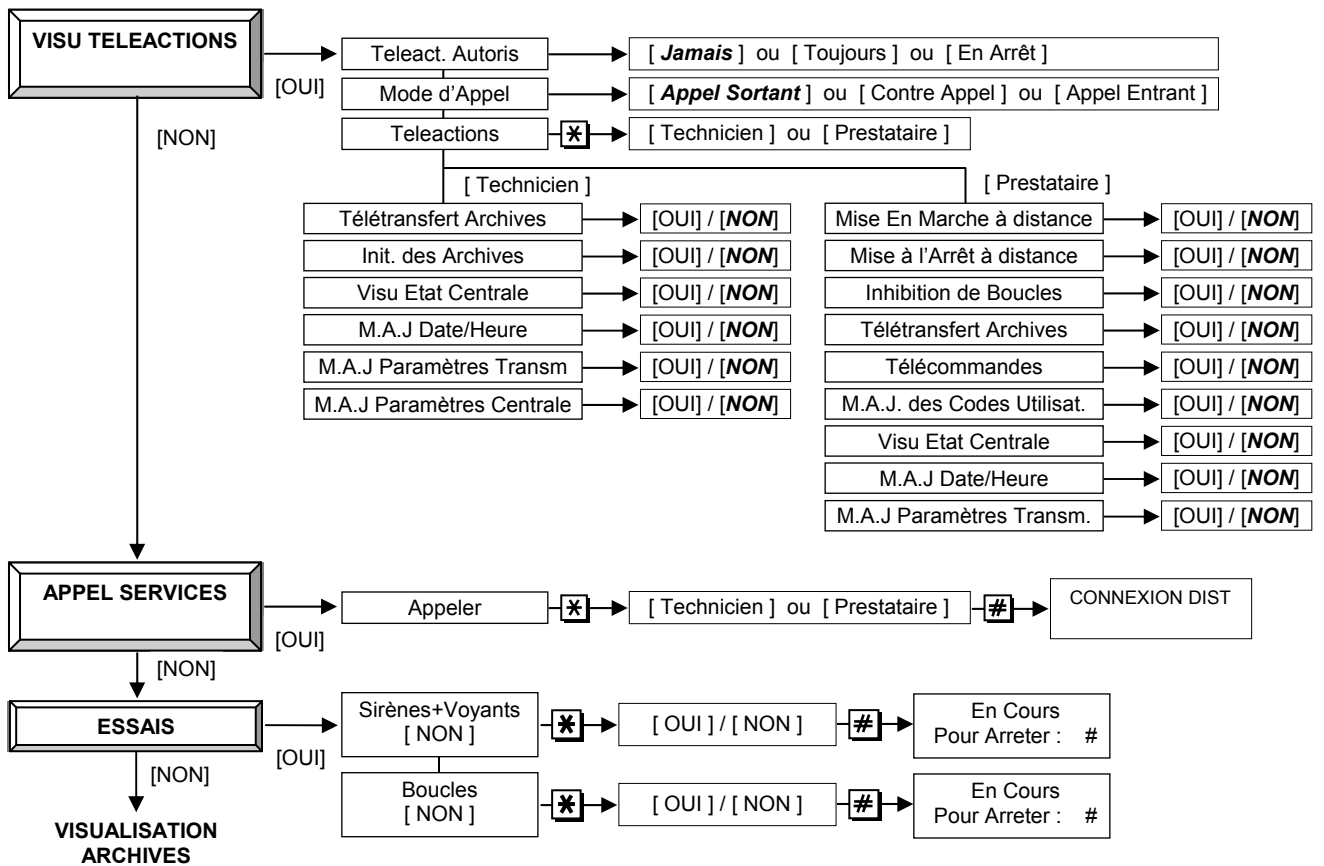 VISU TELEACTIONS
[OUI]
[NON]
Teleact. Autoris
[ Jamais ] ou [ Toujours ] ou [ En Arrêt ]
Mode d'Appel
[ Appel Sortant ] ou [ Contre Appel ] ou [ Appel Entrant ]
Teleactions
*
[ Technicien ] ou [ Prestataire ]
[ Technicien ]
[ Prestataire ]
Télétransfert Archives
[OUI] / [NON]
Mise En Marche à distance
[OUI] / [NON]
Init. des Archives
[OUI] / [NON]
Mise à l'Arrêt à distance
[OUI] / [NON]
Visu Etat Centrale
[OUI] / [NON]
Inhibition de Boucles
[OUI] / [NON]
M.A.J Date/Heure
[OUI] / [NON]
Télétransfert Archives
[OUI] / [NON]
M.A.J Paramètres Transm
[OUI] / [NON]
Télécommandes
[OUI] / [NON]
M.A.J Paramètres Centrale
[OUI] / [NON]
M.A.J. des Codes Utilisat.
[OUI] / [NON]
Visu Etat Centrale
[OUI] / [NON]
M.A.J Date/Heure
[OUI] / [NON]
M.A.J Paramètres Transm.
[OUI] / [NON]
APPEL SERVICES
[OUI]
[NON]
Appeler
*
[ Technicien ] ou [ Prestataire ]
#
CONNEXION DIST
ESSAIS
[OUI]
[NON]
Sirènes+Voyants
[ NON ]
*
[ OUI ] / [ NON ]
#
En Cours
Pour Arreter : #
Boucles
[ NON ]
*
[ OUI ] / [ NON ]
#
En Cours
Pour Arreter : #
VISUALISATION
ARCHIVES